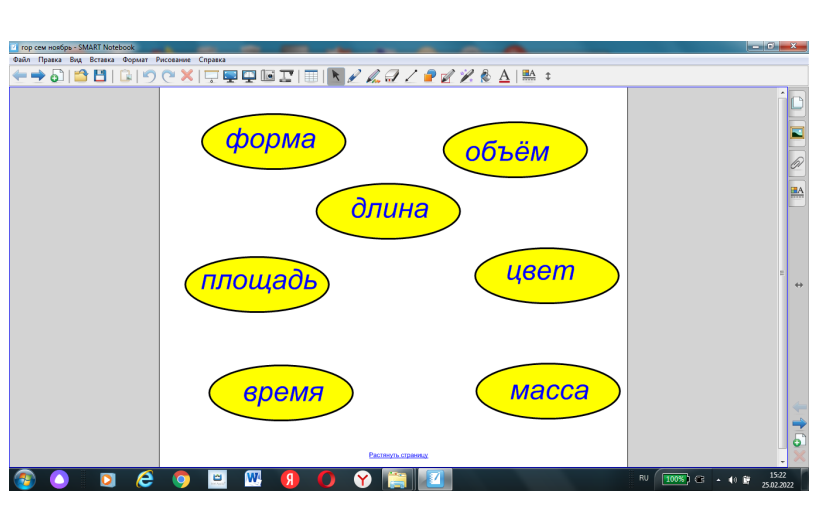 гор сем ноябрь - SMART Notebook
Файл Правка Вид Вставка Формат Рисование Справка
форма
объём
длина
площадь
цвет
время
масса
Растянуть страницу
RU 100% 15:22
25.02.2022